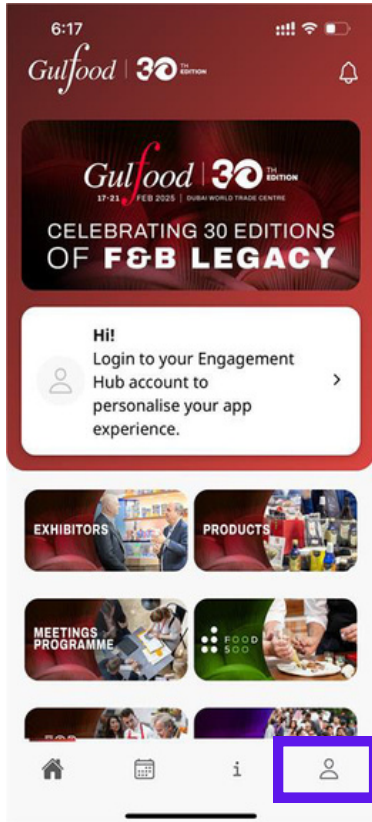 6:17
Gulfood 30 TH EDITION
Gulfood 30 TH EDITION
17-21 FEB 2025 | DUBAI WORLD TRADE CENTRE
CELEBRATING 30 EDITIONS
OF F&B LEGACY
Hi!
Login to your Engagement
Hub account to
personalise your app
experience.
EXHIBITORS
PRODUCTS
MEETINGS
PROGRAMME
FOOD
500
i